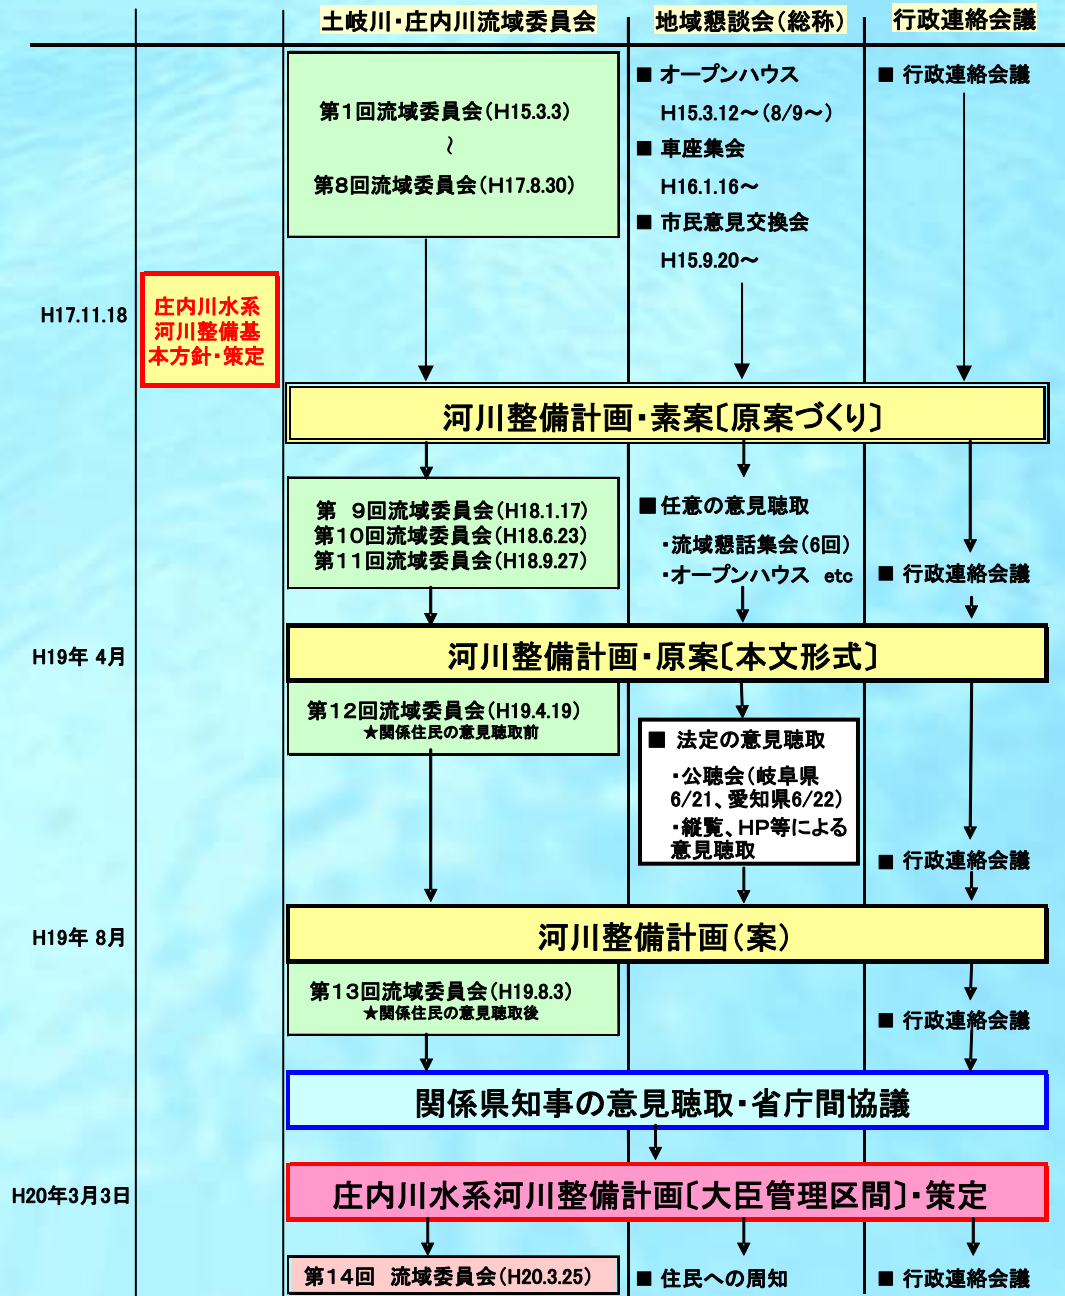 土岐川・庄内川流域委員会
地域懇談会(総称)
行政連絡会議
第1回流域委員会(H15.3.3)
~
第8回流域委員会(H17.8.30)
■ オープンハウス
H15.3.12~(8/9~)
■ 車座集会
H16.1.16~
■ 市民意見交換会
H15.9.20~
■ 行政連絡会議
H17.11.18
庄内川水系
河川整備基
本方針・策定
河川整備計画・素案〔原案づくり〕
第 9回流域委員会(H18.1.17)
第10回流域委員会(H18.6.23)
第11回流域委員会(H18.9.27)
■任意の意見聴取
・流域懇話集会(6回)
・オープンハウス etc
■ 行政連絡会議
H19年 4月
河川整備計画・原案〔本文形式〕
第12回流域委員会(H19.4.19)
★関係住民の意見聴取前
■ 法定の意見聴取
・公聴会(岐阜県
6/21、愛知県6/22)
・縦覧、HP等による
意見聴取
■ 行政連絡会議
H19年 8月
河川整備計画(案)
第13回流域委員会(H19.8.3)
★関係住民の意見聴取後
■ 行政連絡会議
関係県知事の意見聴取・省庁間協議
H20年3月3日
庄内川水系河川整備計画〔大臣管理区間〕・策定
第14回 流域委員会(H20.3.25)
■ 住民への周知
■ 行政連絡会議